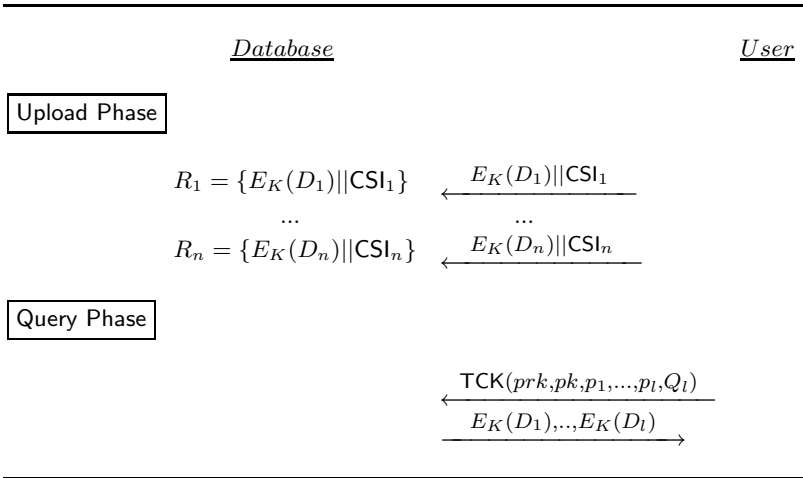 Database User
Upload Phase
R_1 = {E_K(D_1)||CSI_1} E_K(D_1)||CSI_1
... ...
R_n = {E_K(D_n)||CSI_n} E_K(D_n)||CSI_n
Query Phase
TCK(prk,pk,p_1,...,p_l,Q_l)
E_K(D_1),..,E_K(D_l)